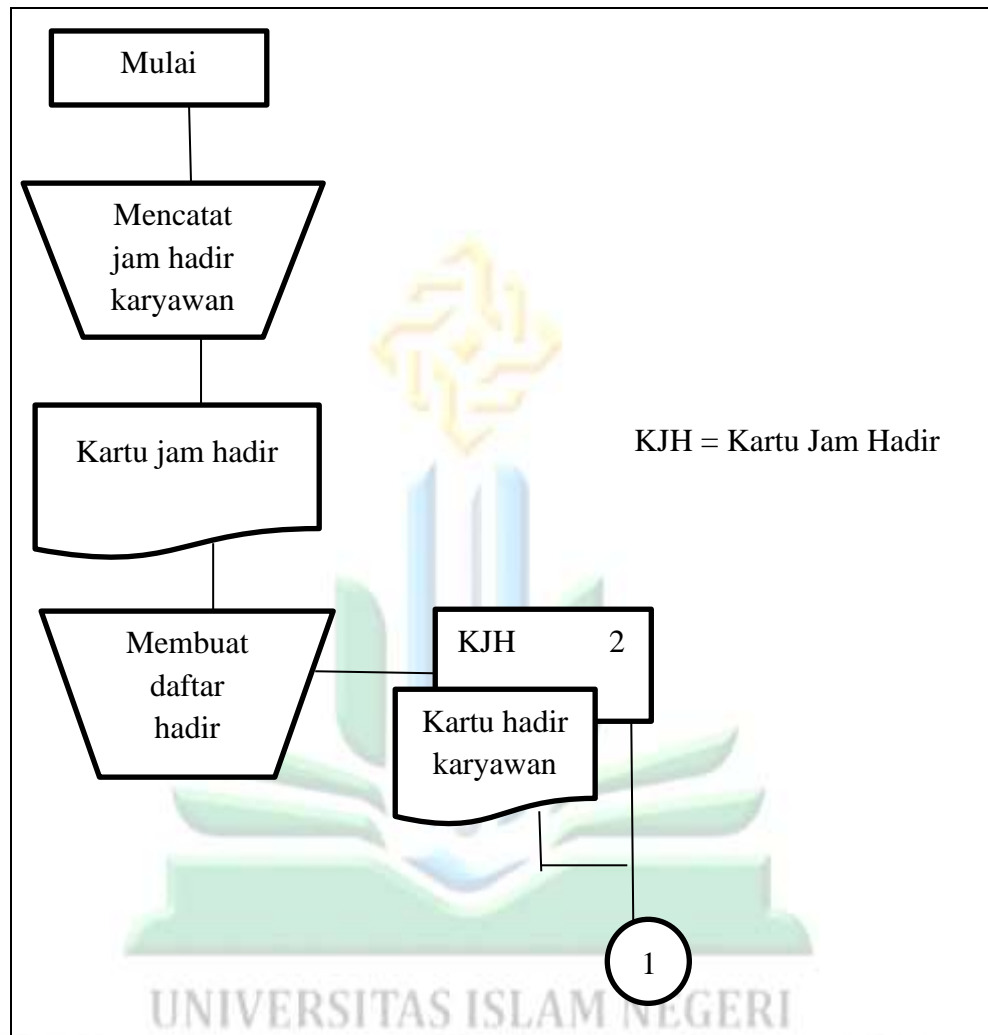 Mulai
Mencatat
jam hadir
karyawan
Kartu jam hadir
KJH = Kartu Jam Hadir
Membuat
daftar
hadir
KJH 2
Kartu hadir
karyawan
1
UNIVERSITAS ISLAM NEGERI